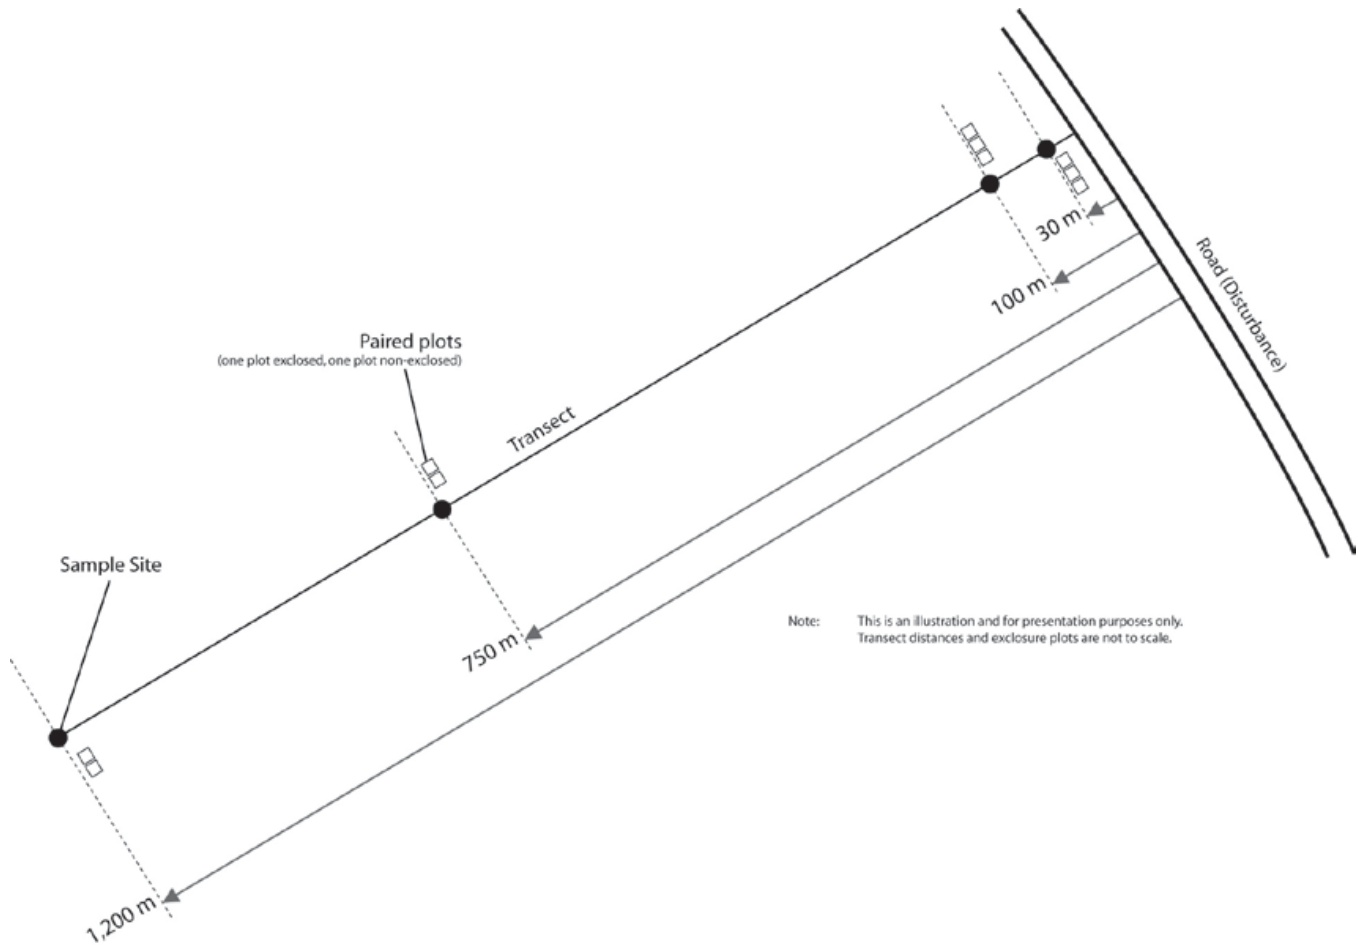 30 m
100 m
Road (Disturbance)
Paired plots
(one plot exclosed, one plot non-exclosed)
Transect
Sample Site
750 m
Note: This is an illustration and for presentation purposes only.
Transect distances and exclosure plots are not to scale.
1,200 m